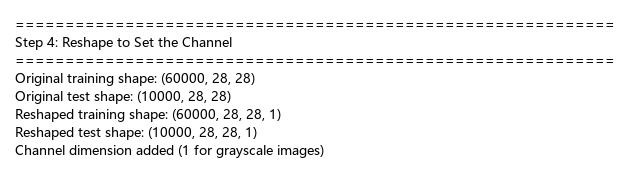 ============================================================
Step 4: Reshape to Set the Channel
============================================================
Original training shape: (60000, 28, 28)
Original test shape: (10000, 28, 28)
Reshaped training shape: (60000, 28, 28, 1)
Reshaped test shape: (10000, 28, 28, 1)
Channel dimension added (1 for grayscale images)